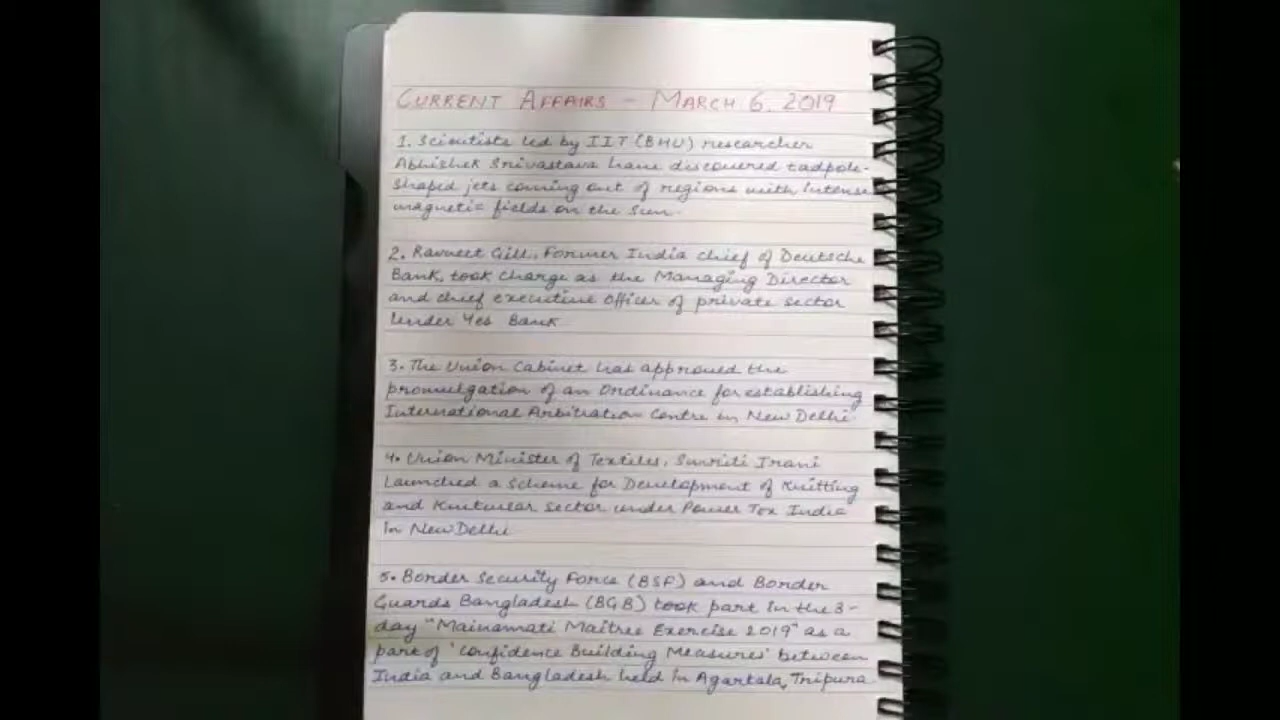 CURRENT AFFAIRS - MARCH 6, 2019
1. Scientists led by IIT (BHU) researcher
Abhishek Srivastava have discovered tadpole-
shaped jets coming out of regions with intense
magnetic fields on the Sun.
2. Ravneet Gill, Former India chief of Deutsche
Bank, took charge as the Managing Director
and chief executive officer of private sector
lender Yes Bank
3. The Union Cabinet has approved the
promulgation of an Ordinance for establishing
International Arbitration Centre in New Delhi
4. Union Minister of Textiles, Smriti Irani
Launched a scheme for Development of Knitting
and Knitwear sector under Power Tex India
in New Delhi
5. Border Security Force (BSF) and Border
Guards Bangladesh (BGB) took part in the 3-
day "Mainamati Maitree Exercise 2019" as a
part of 'Confidence Building Measures' between
India and Bangladesh held in Agartala, Tripura